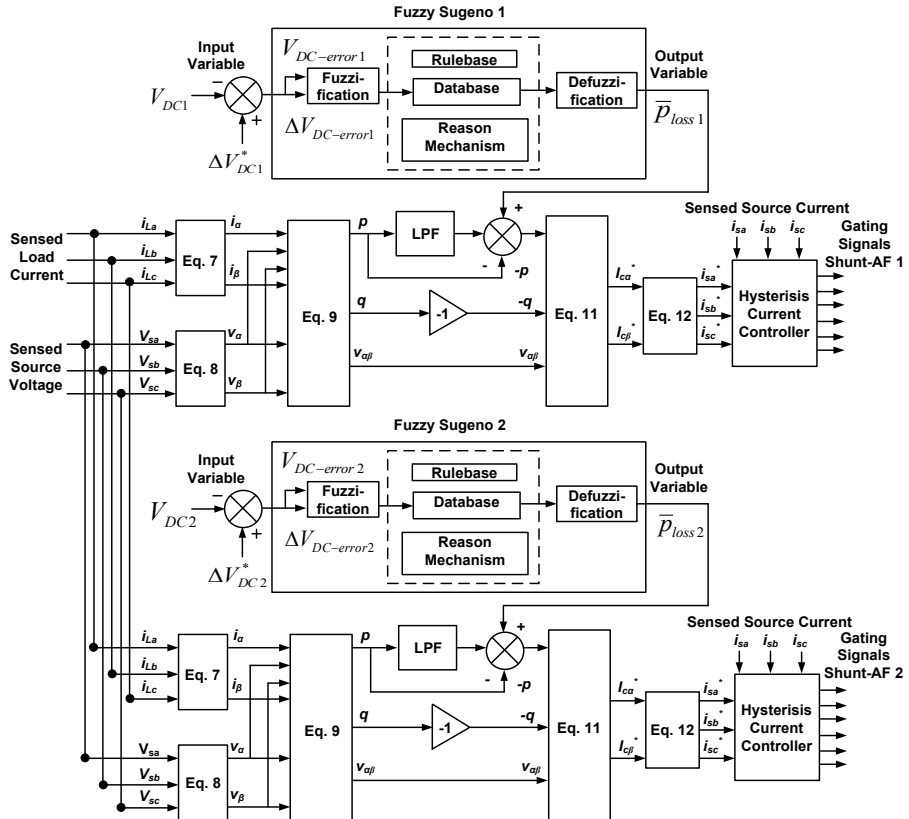 Fuzzy Sugeno 1
Input
Variable
V_DC-error1
Rulebase
Output
Variable
−
V_DC1
Fuzzi-
fication
Database
Defuzzi-
fication
+
ΔV_DC-error1
p̅_loss1
ΔV*_DC1
Reason
Mechanism
+
Sensed Source Current
i_sa i_sb i_sc
Gating
Signals
Shunt-AF 1
Sensed
Load
Current
i_La
i_Lb
i_Lc
Eq. 7
i_α
i_β
p
LPF
-
-p
Sensed
Source
Voltage
V_sa
V_sb
V_sc
Eq. 8
v_α
v_β
Eq. 9
q
-1
-q
v_αβ
v_αβ
Eq. 11
I_cα*
I_cβ*
Eq. 12
i_sa*
i_sb*
i_sc*
Hysterisis
Current
Controller
Fuzzy Sugeno 2
Input
Variable
V_DC-error2
Rulebase
Output
Variable
−
V_DC2
Fuzzi-
fication
Database
Defuzzi-
fication
+
ΔV_DC-error2
p̅_loss2
ΔV*_DC2
Reason
Mechanism
+
Sensed Source Current
i_sa i_sb i_sc
Gating
Signals
Shunt-AF 2
i_La
i_Lb
i_Lc
Eq. 7
i_α
i_β
p
LPF
-
-p
V_sa
V_sb
V_sc
Eq. 8
v_α
v_β
Eq. 9
q
-1
-q
v_αβ
v_αβ
Eq. 11
I_cα*
I_cβ*
Eq. 12
i_sa*
i_sb*
i_sc*
Hysterisis
Current
Controller